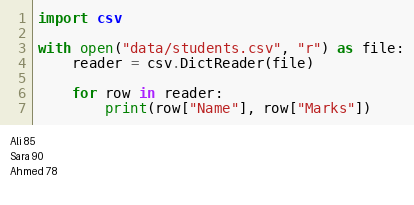 1 import csv
2
3 with open("data/students.csv", "r") as file:
4     reader = csv.DictReader(file)
5
6     for row in reader:
7         print(row["Name"], row["Marks"])
Ali 85
Sara 90
Ahmed 78